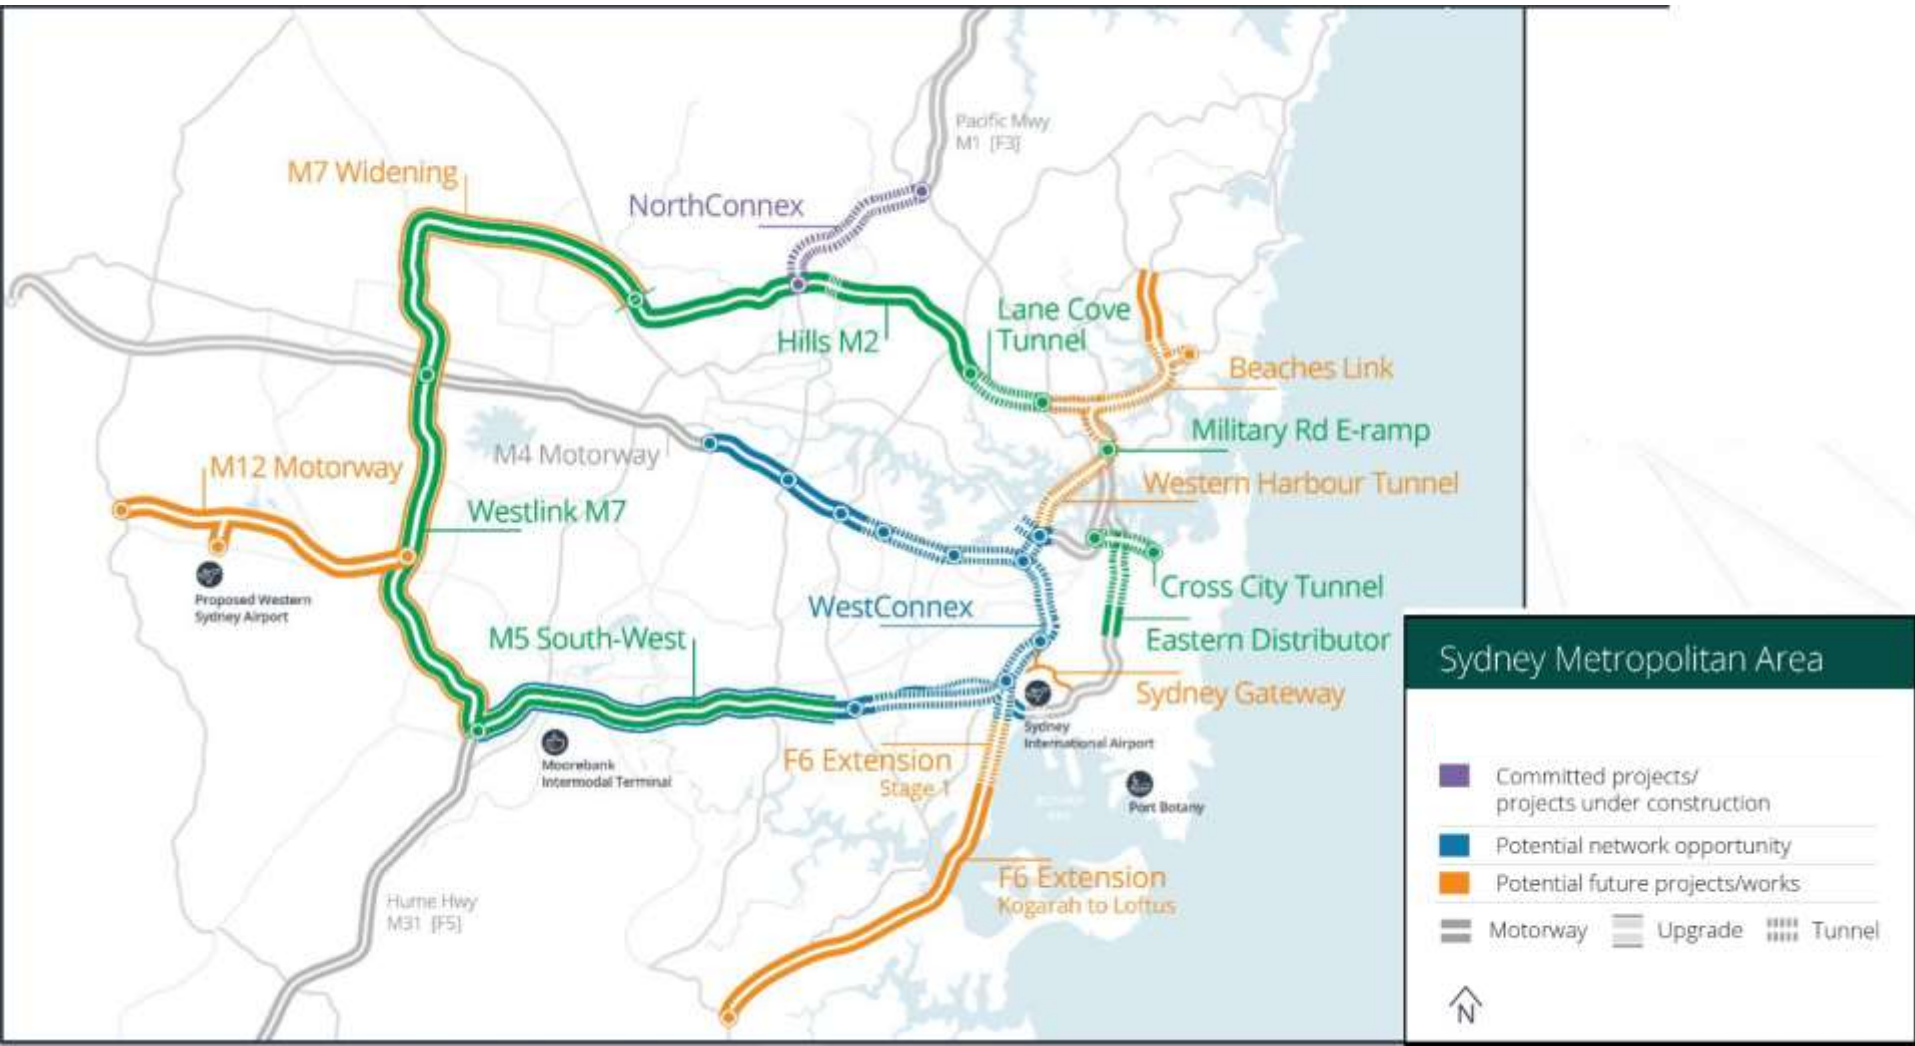 Pacific Mwy
M1 [F3]
M7 Widening
NorthConnex
Lane Cove
Tunnel
Hills M2
Beaches Link
Military Rd E-ramp
M4 Motorway
M12 Motorway
Western Harbour Tunnel
Westlink M7
Proposed Western
Sydney Airport
Cross City Tunnel
WestConnex
M5 South-West
Eastern Distributor
Sydney Gateway
Sydney
International Airport
Moorebank
Intermodal Terminal
F6 Extension
Stage 1
Port Botany
F6 Extension
Kogarah to Loftus
Hume Hwy
M31 [F5]
Sydney Metropolitan Area
Committed projects/
projects under construction
Potential network opportunity
Potential future projects/works
Motorway Upgrade Tunnel
N